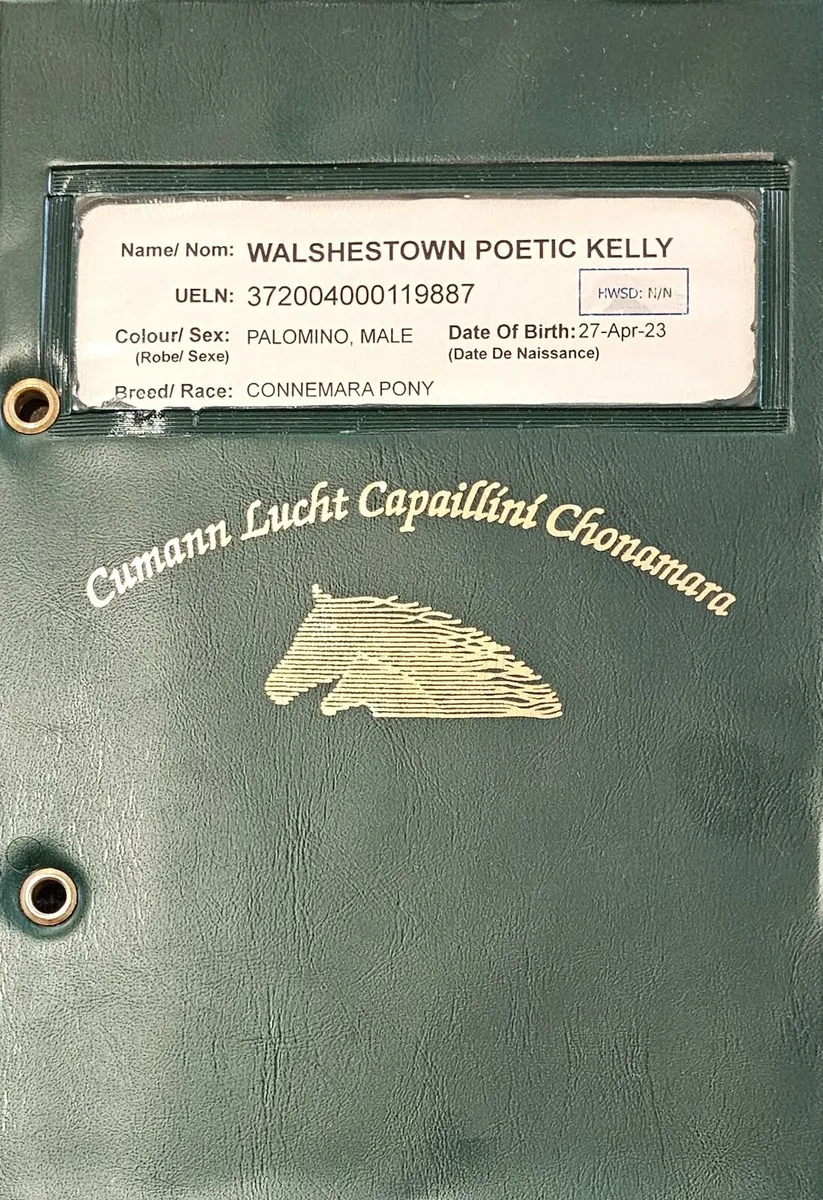 Name/ Nom: WALSHESTOWN POETIC KELLY
UELN: 372004000119887
HWSD: N/N
Colour/ Sex: PALOMINO, MALE Date Of Birth: 27-Apr-23
(Robe/ Sexe) (Date De Naissance)
Breed/ Race: CONNEMARA PONY
Cumann Lucht Capaillíní Chonamara